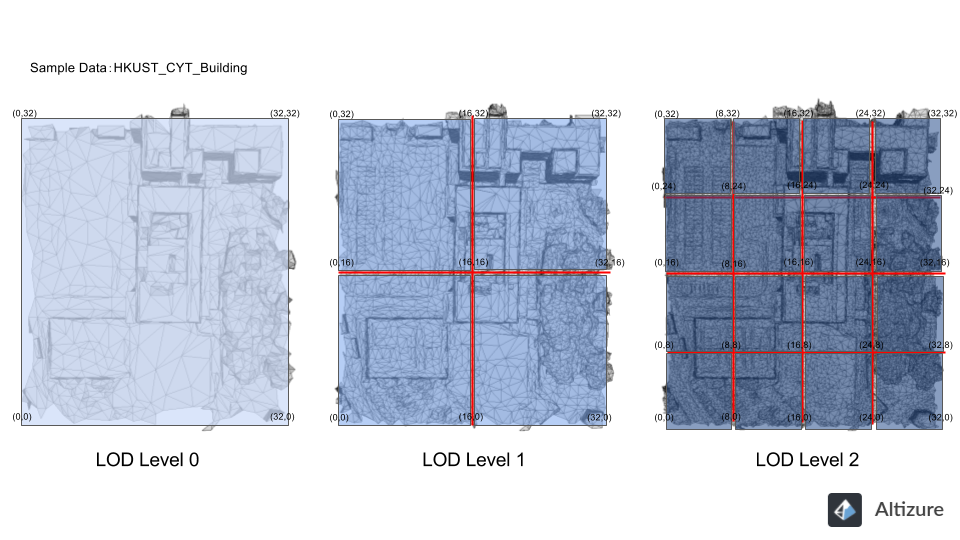 Sample Data:HKUST_CYT_Building
(0,32) (32,32) (0,32) (16,32) (32,32) (0,32) (8,32) (16,32) (24,32) (32,32)
(0,24) (8,24) (16,24) (24,24) (32,24)
(0,16) (16,16) (32,16) (0,16) (8,16) (16,16) (24,16) (32,16)
(0,8) (8,8) (16,8) (24,8) (32,8)
(0,0) (32,0) (0,0) (16,0) (32,0) (0,0) (8,0) (16,0) (24,0) (32,0)
LOD Level 0 LOD Level 1 LOD Level 2
Altizure